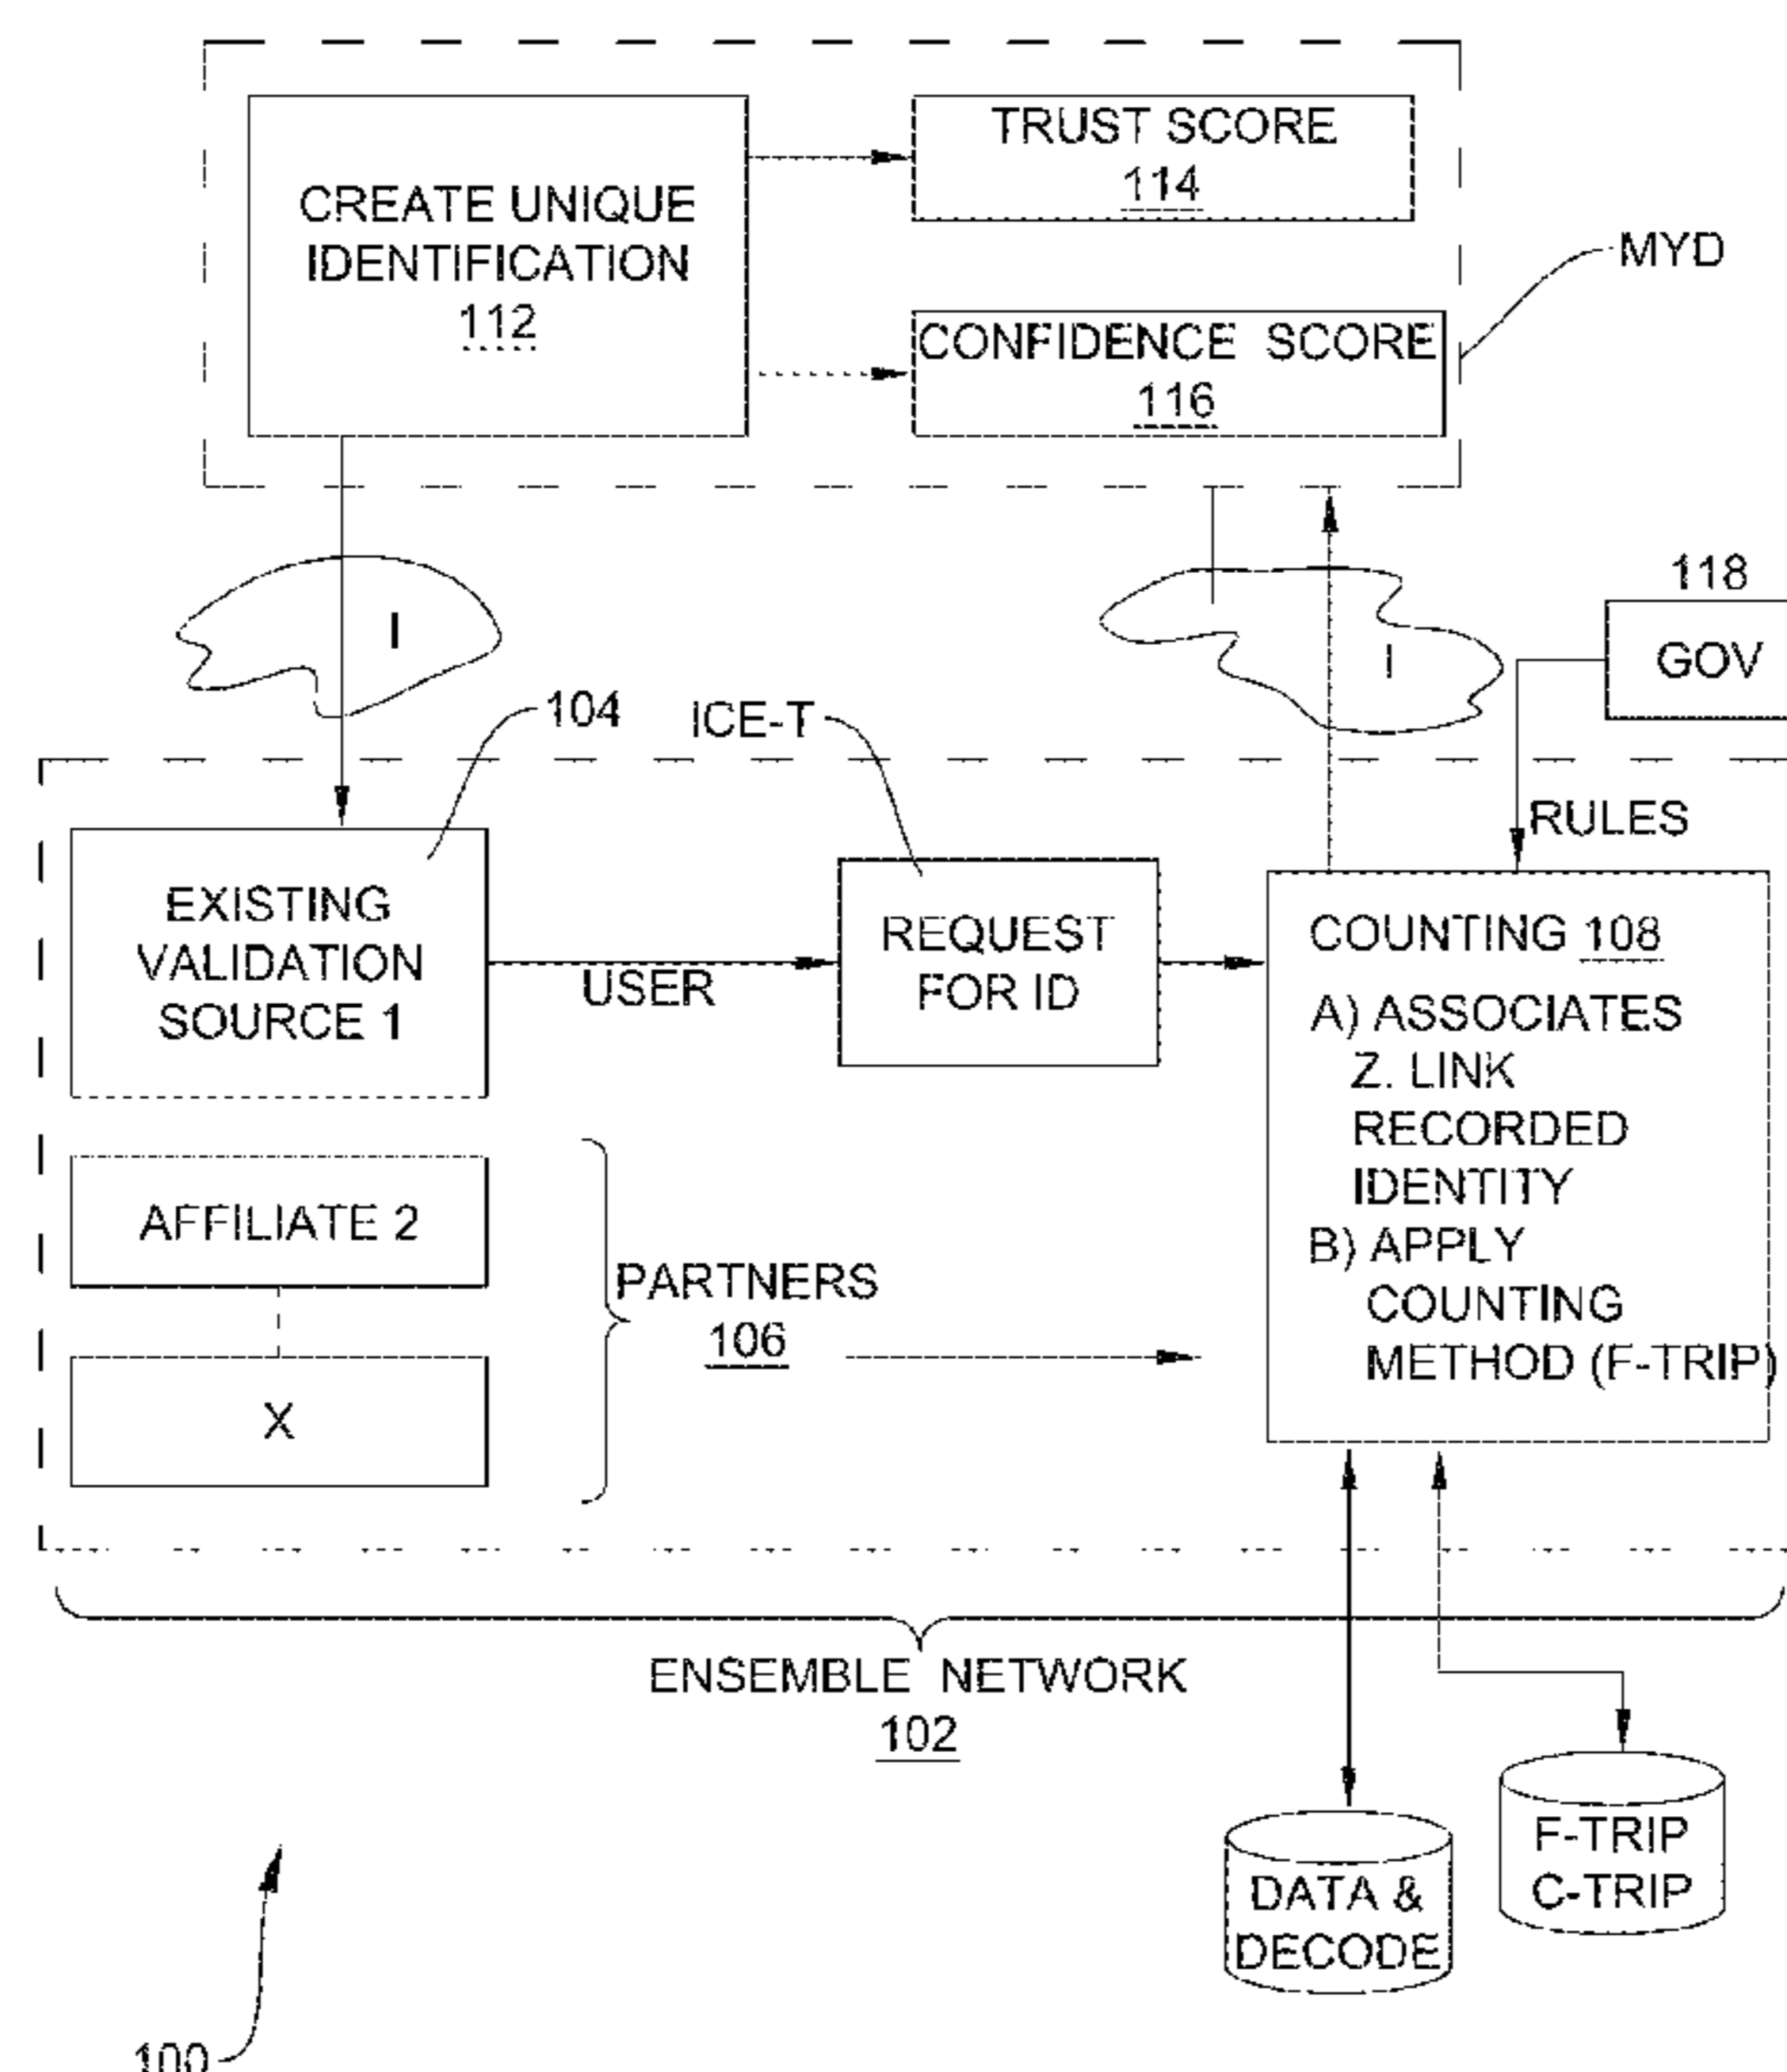 TRUST SCORE
114
CREATE UNIQUE
IDENTIFICATION
112
MYD
CONFIDENCE SCORE
116
I
I
118
GOV
104
ICE-T
RULES
EXISTING
VALIDATION
SOURCE 1
USER
REQUEST
FOR ID
COUNTING 108
A) ASSOCIATES
Z. LINK
RECORDED
IDENTITY
B) APPLY
COUNTING
METHOD (F-TRIP)
AFFILIATE 2
X
PARTNERS
106
ENSEMBLE NETWORK
102
F-TRIP
C-TRIP
DATA &
DECODE
100